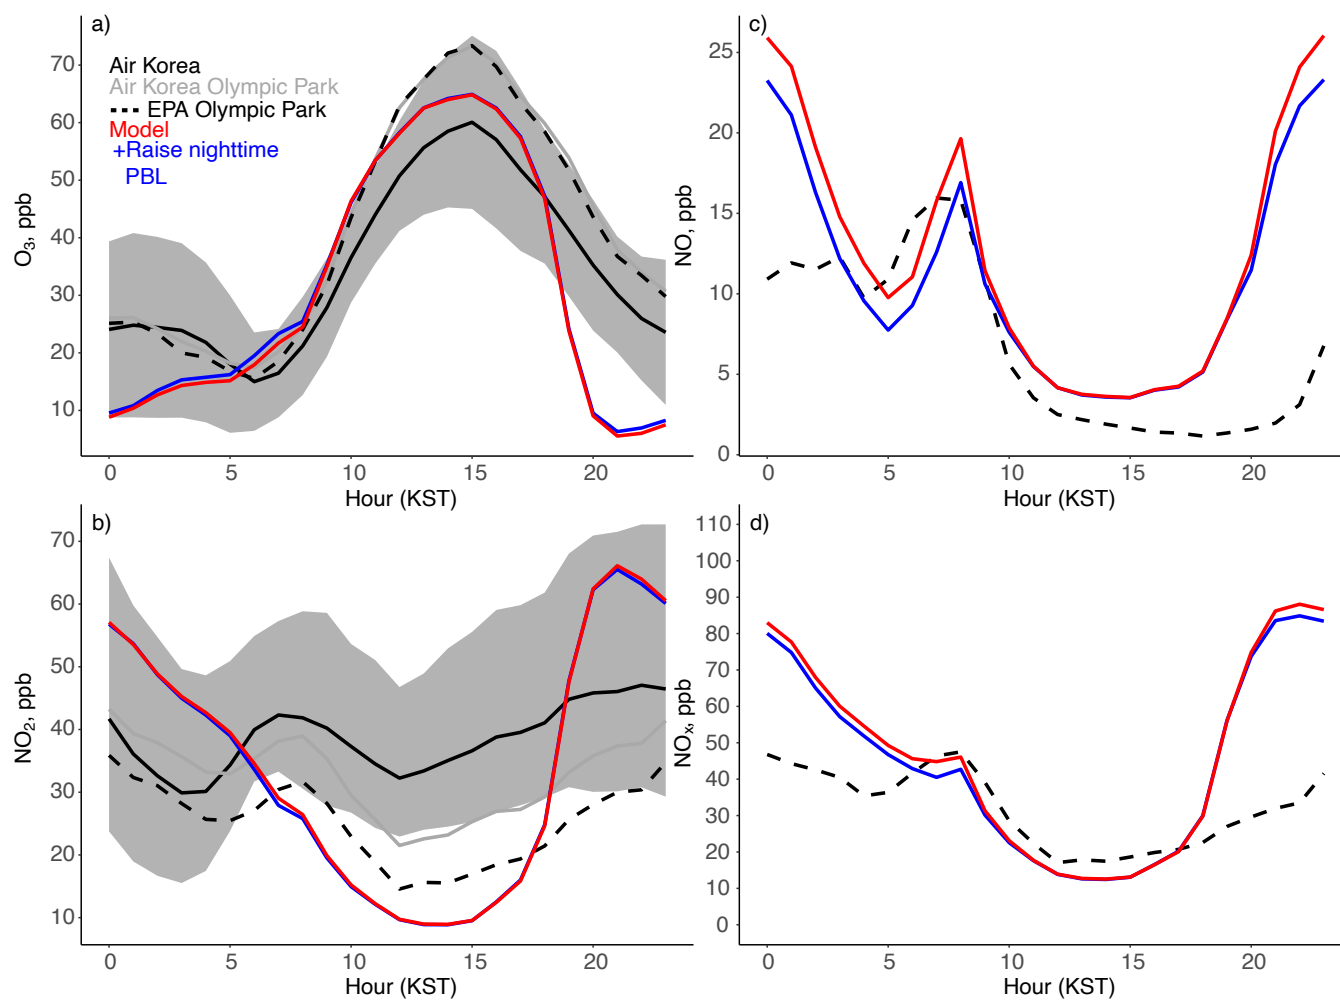 a)
Air Korea
Air Korea Olympic Park
EPA Olympic Park
Model
+Raise nighttime
PBL
O₃, ppb
70
60
50
40
30
20
10
0 5 10 15 20
Hour (KST)
c)
NO, ppb
25
20
15
10
5
0
0 5 10 15 20
Hour (KST)
b)
NO₂, ppb
70
60
50
40
30
20
10
0 5 10 15 20
Hour (KST)
d)
NOₓ, ppb
110
100
90
80
70
60
50
40
30
20
10
0
0 5 10 15 20
Hour (KST)